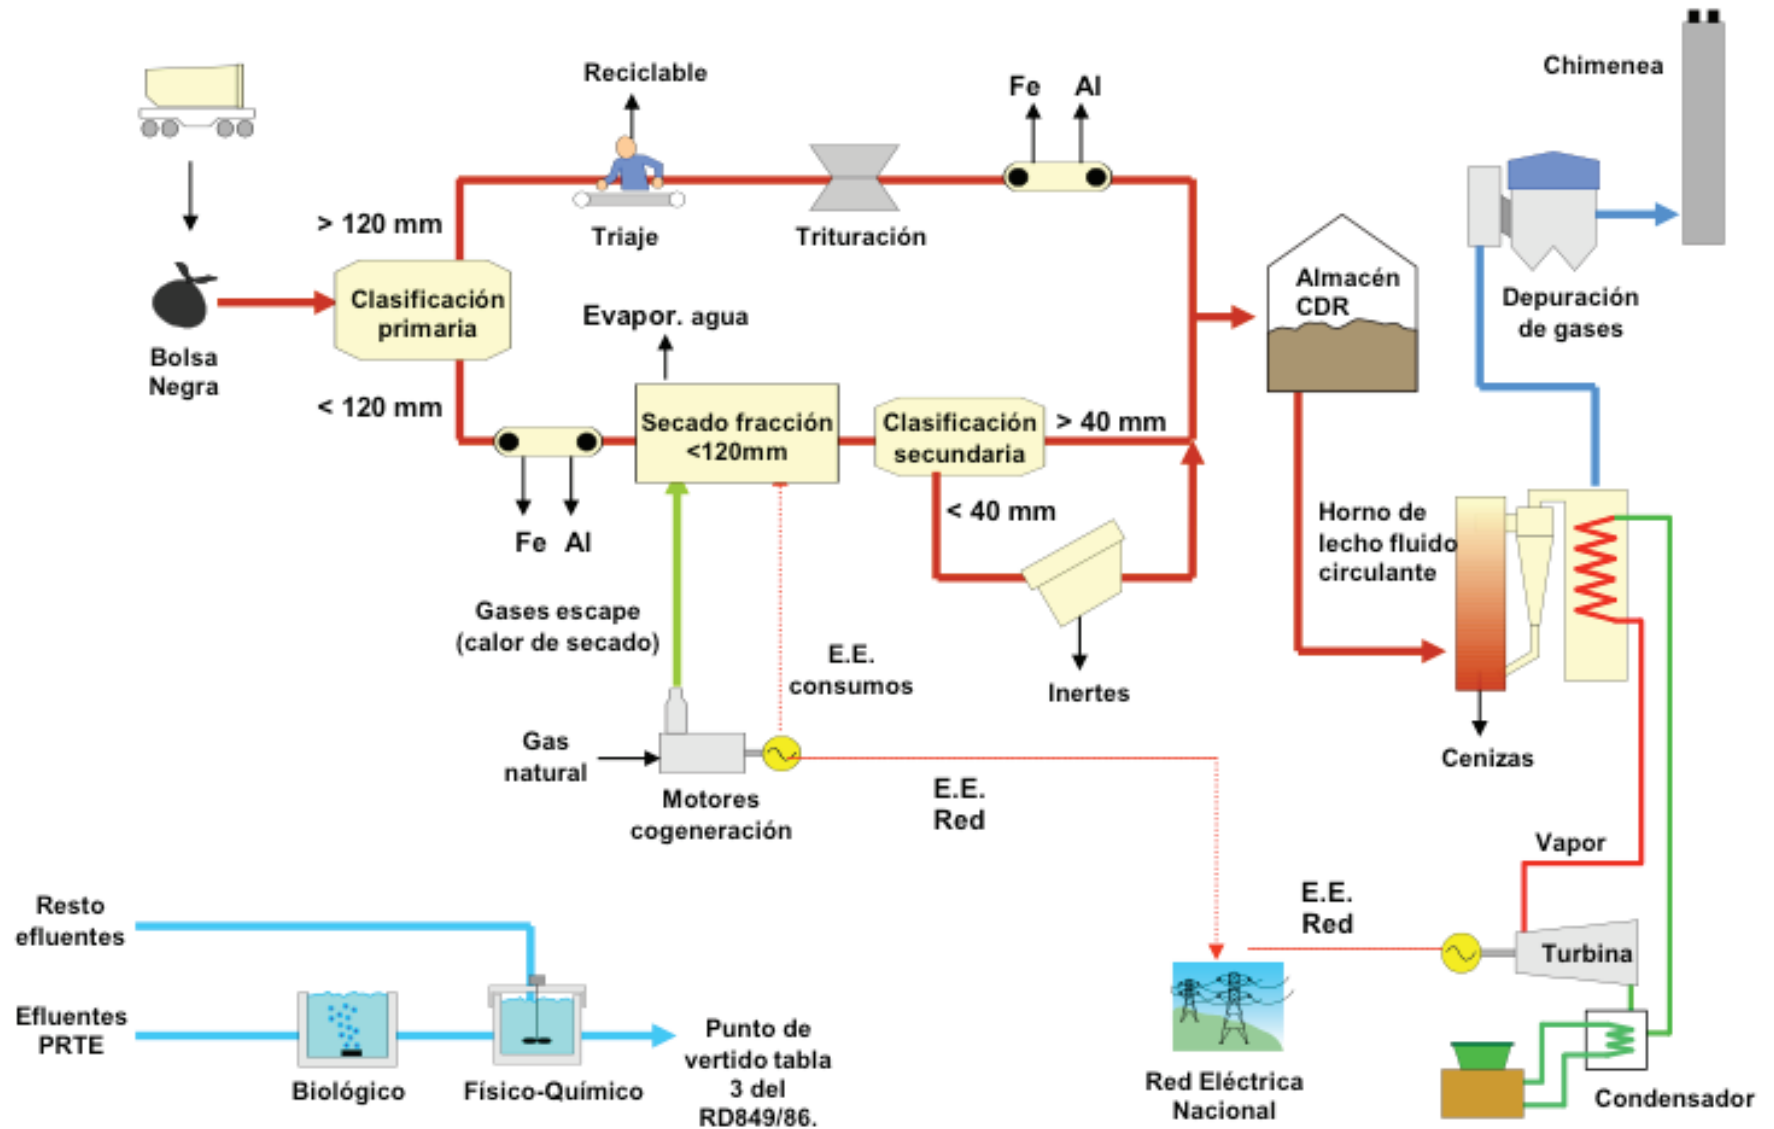 Reciclable
Fe
Al
Chimenea
> 120 mm
Triaje
Trituración
Clasificación
primaria
Bolsa
Negra
< 120 mm
Evapor. agua
Secado fracción
<120mm
Clasificación
secundaria
> 40 mm
< 40 mm
Almacén
CDR
Depuración
de gases
Fe
Al
Horno de
lecho fluido
circulante
Gases escape
(calor de secado)
E.E.
consumos
Inertes
Gas
natural
Motores
cogeneración
E.E.
Red
Cenizas
Vapor
E.E.
Red
Turbina
Resto
efluentes
Efluentes
PRTE
Biológico
Físico-Químico
Punto de
vertido tabla
3 del
RD849/86.
Red Eléctrica
Nacional
Condensador